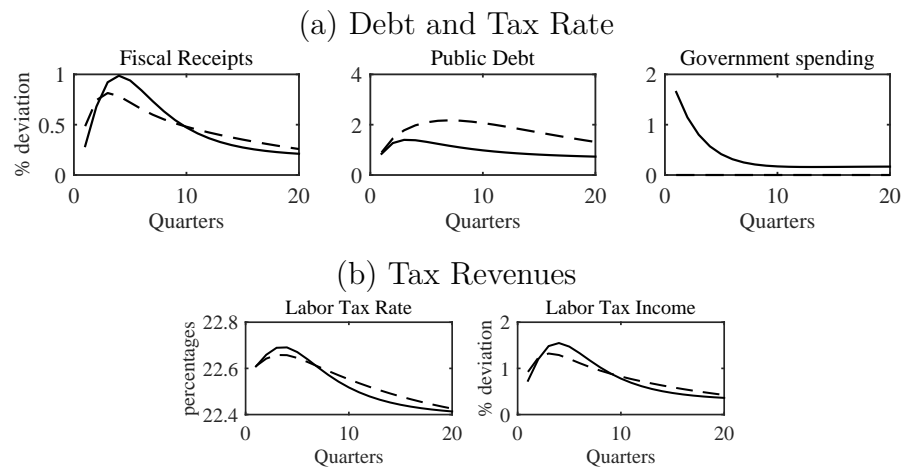 (a) Debt and Tax Rate
Fiscal Receipts
Public Debt
Government spending
% deviation
1
0.5
0
0
10
20
Quarters
4
2
0
0
10
20
Quarters
2
1
0
0
10
20
Quarters
(b) Tax Revenues
Labor Tax Rate
Labor Tax Income
percentages
22.8
22.6
22.4
0
10
20
Quarters
% deviation
2
1
0
0
10
20
Quarters